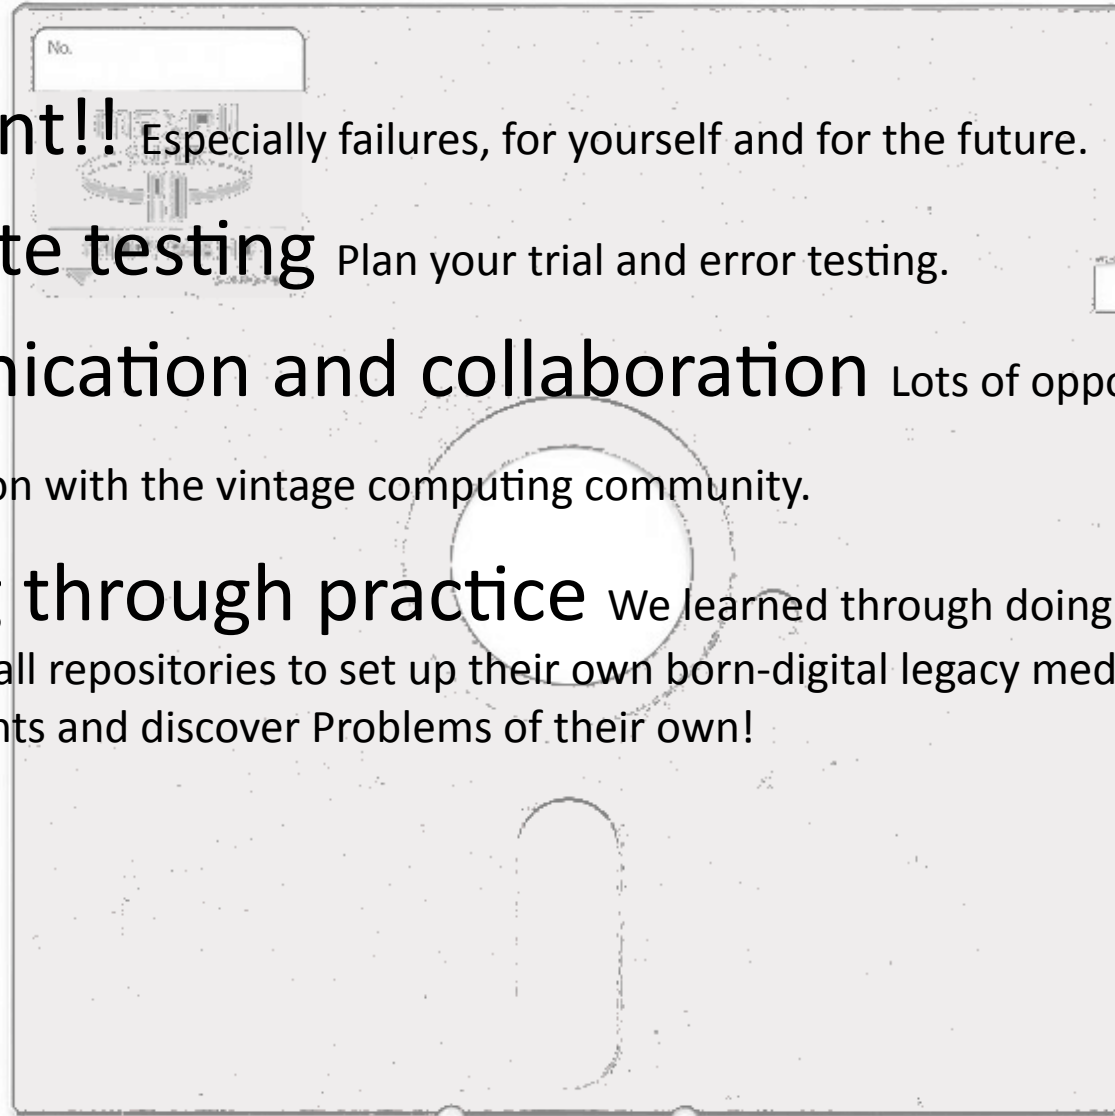 No.
nt!! Especially failures, for yourself and for the future.
te testing Plan your trial and error testing.
nication and collaboration Lots of oppo
on with the vintage computing community.
g through practice We learned through doing
all repositories to set up their own born-digital legacy med
nts and discover Problems of their own!